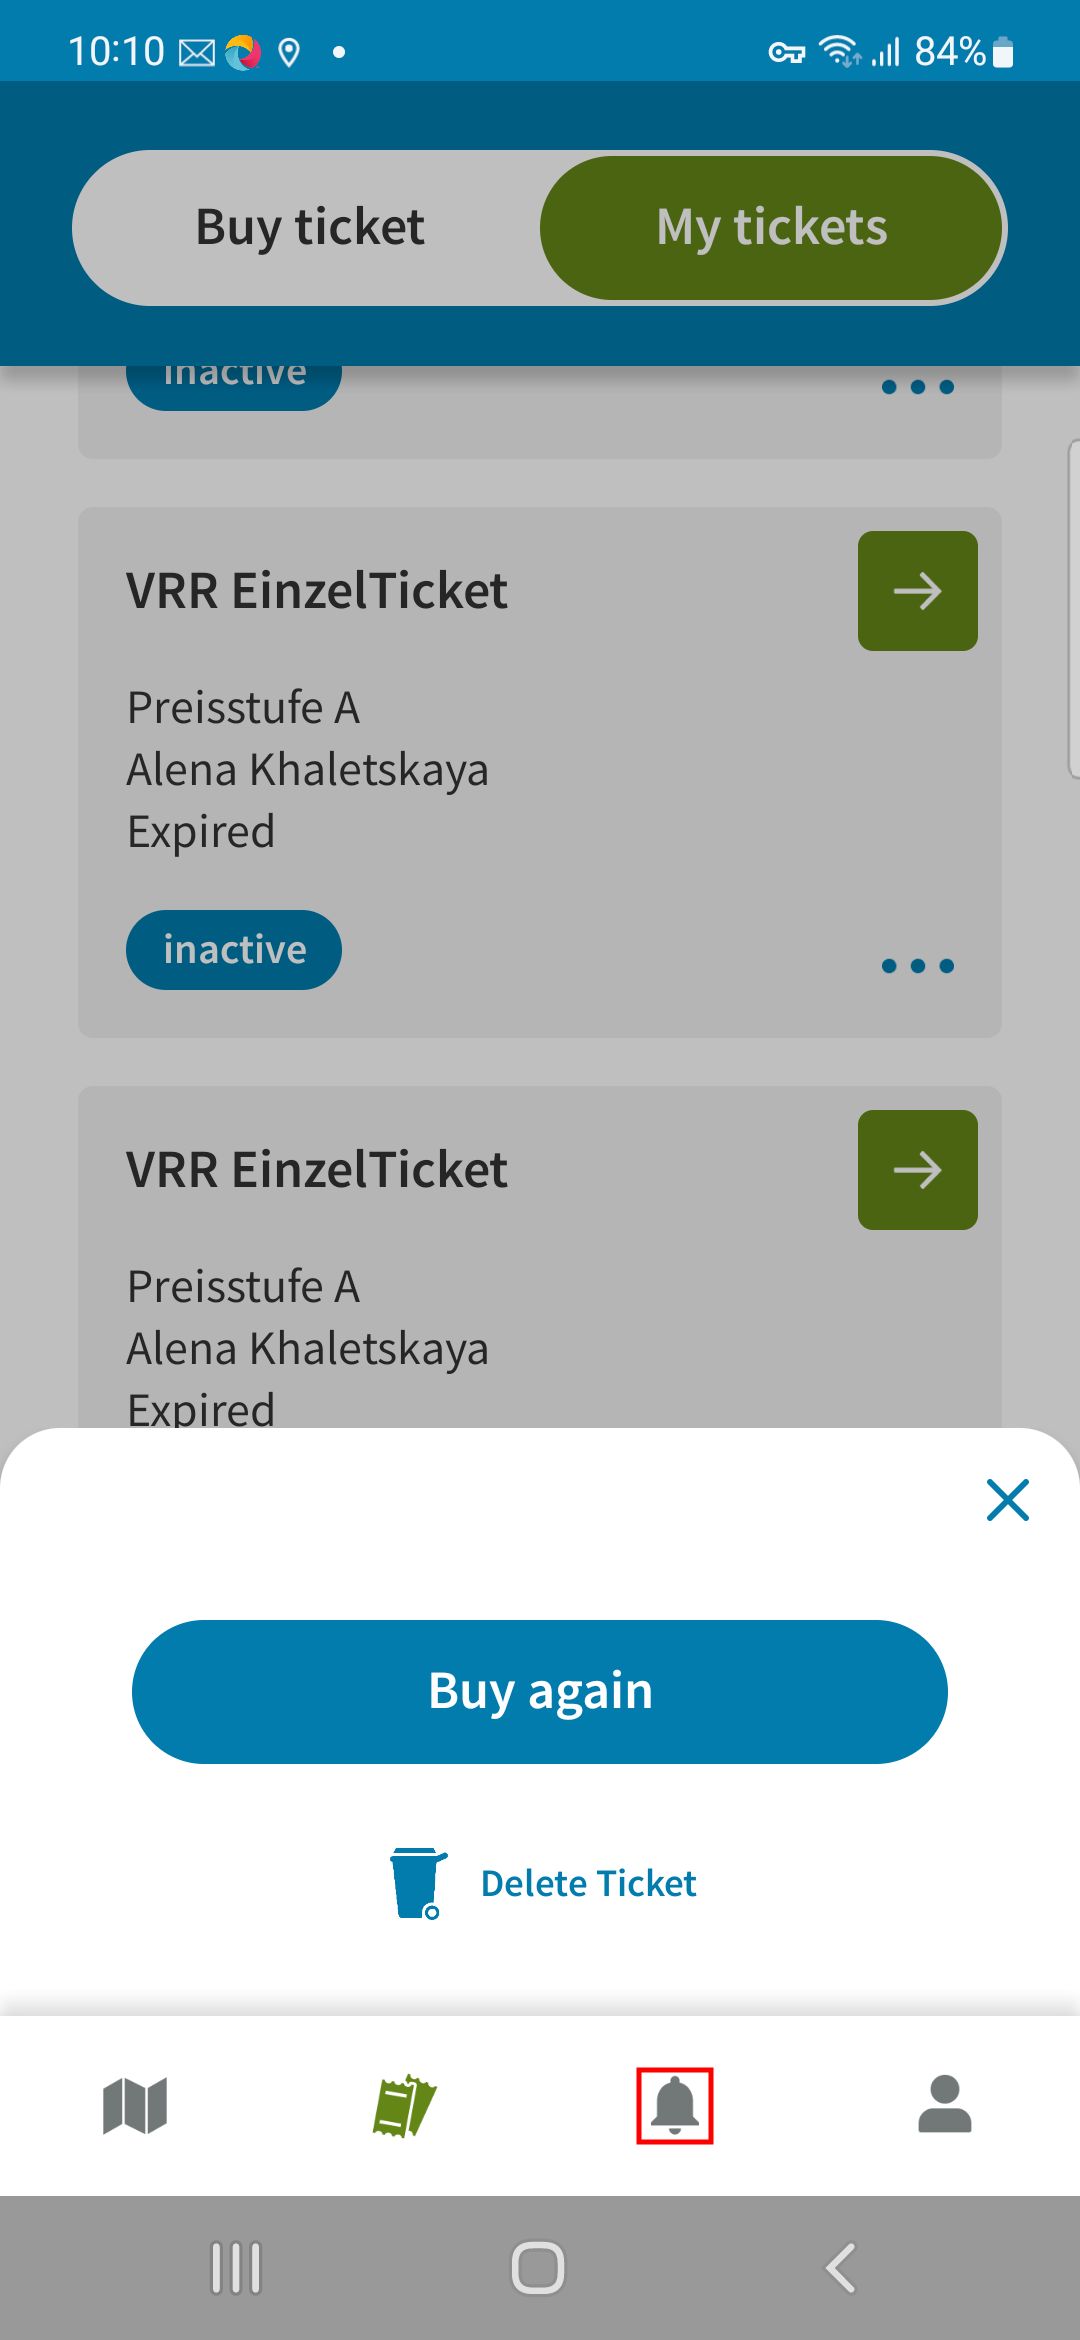 10:10
84%
Buy ticket
My tickets
inactive
VRR EinzelTicket
Preisstufe A
Alena Khaletskaya
Expired
inactive
VRR EinzelTicket
Preisstufe A
Alena Khaletskaya
Expired
Buy again
Delete Ticket